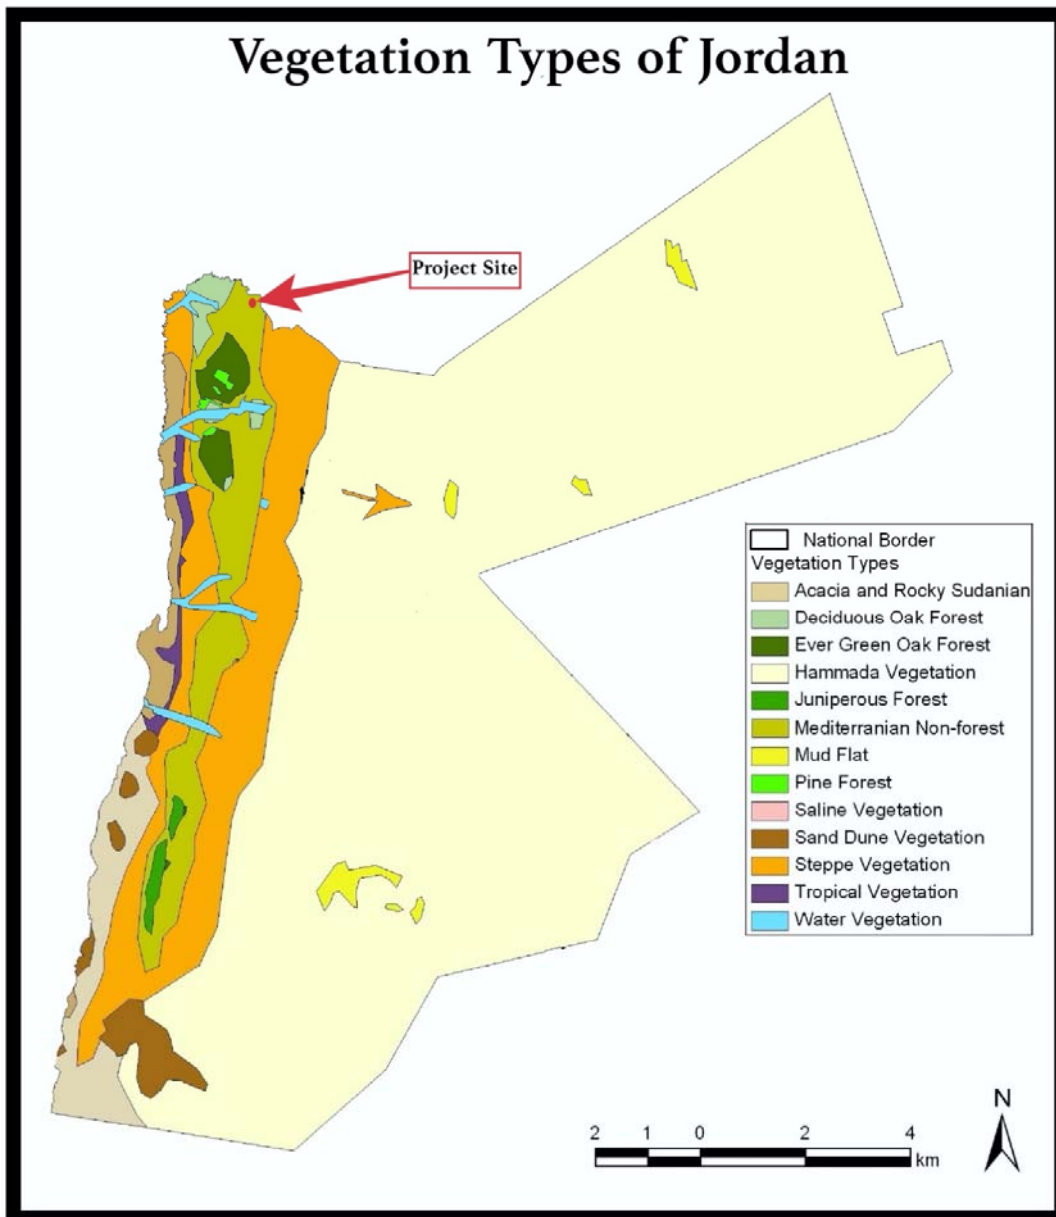 Vegetation Types of Jordan
Project Site
National Border
Vegetation Types
Acacia and Rocky Sudanian
Deciduous Oak Forest
Ever Green Oak Forest
Hammada Vegetation
Juniperous Forest
Mediterranian Non-forest
Mud Flat
Pine Forest
Saline Vegetation
Sand Dune Vegetation
Steppe Vegetation
Tropical Vegetation
Water Vegetation
N
2 1 0 2 4
km